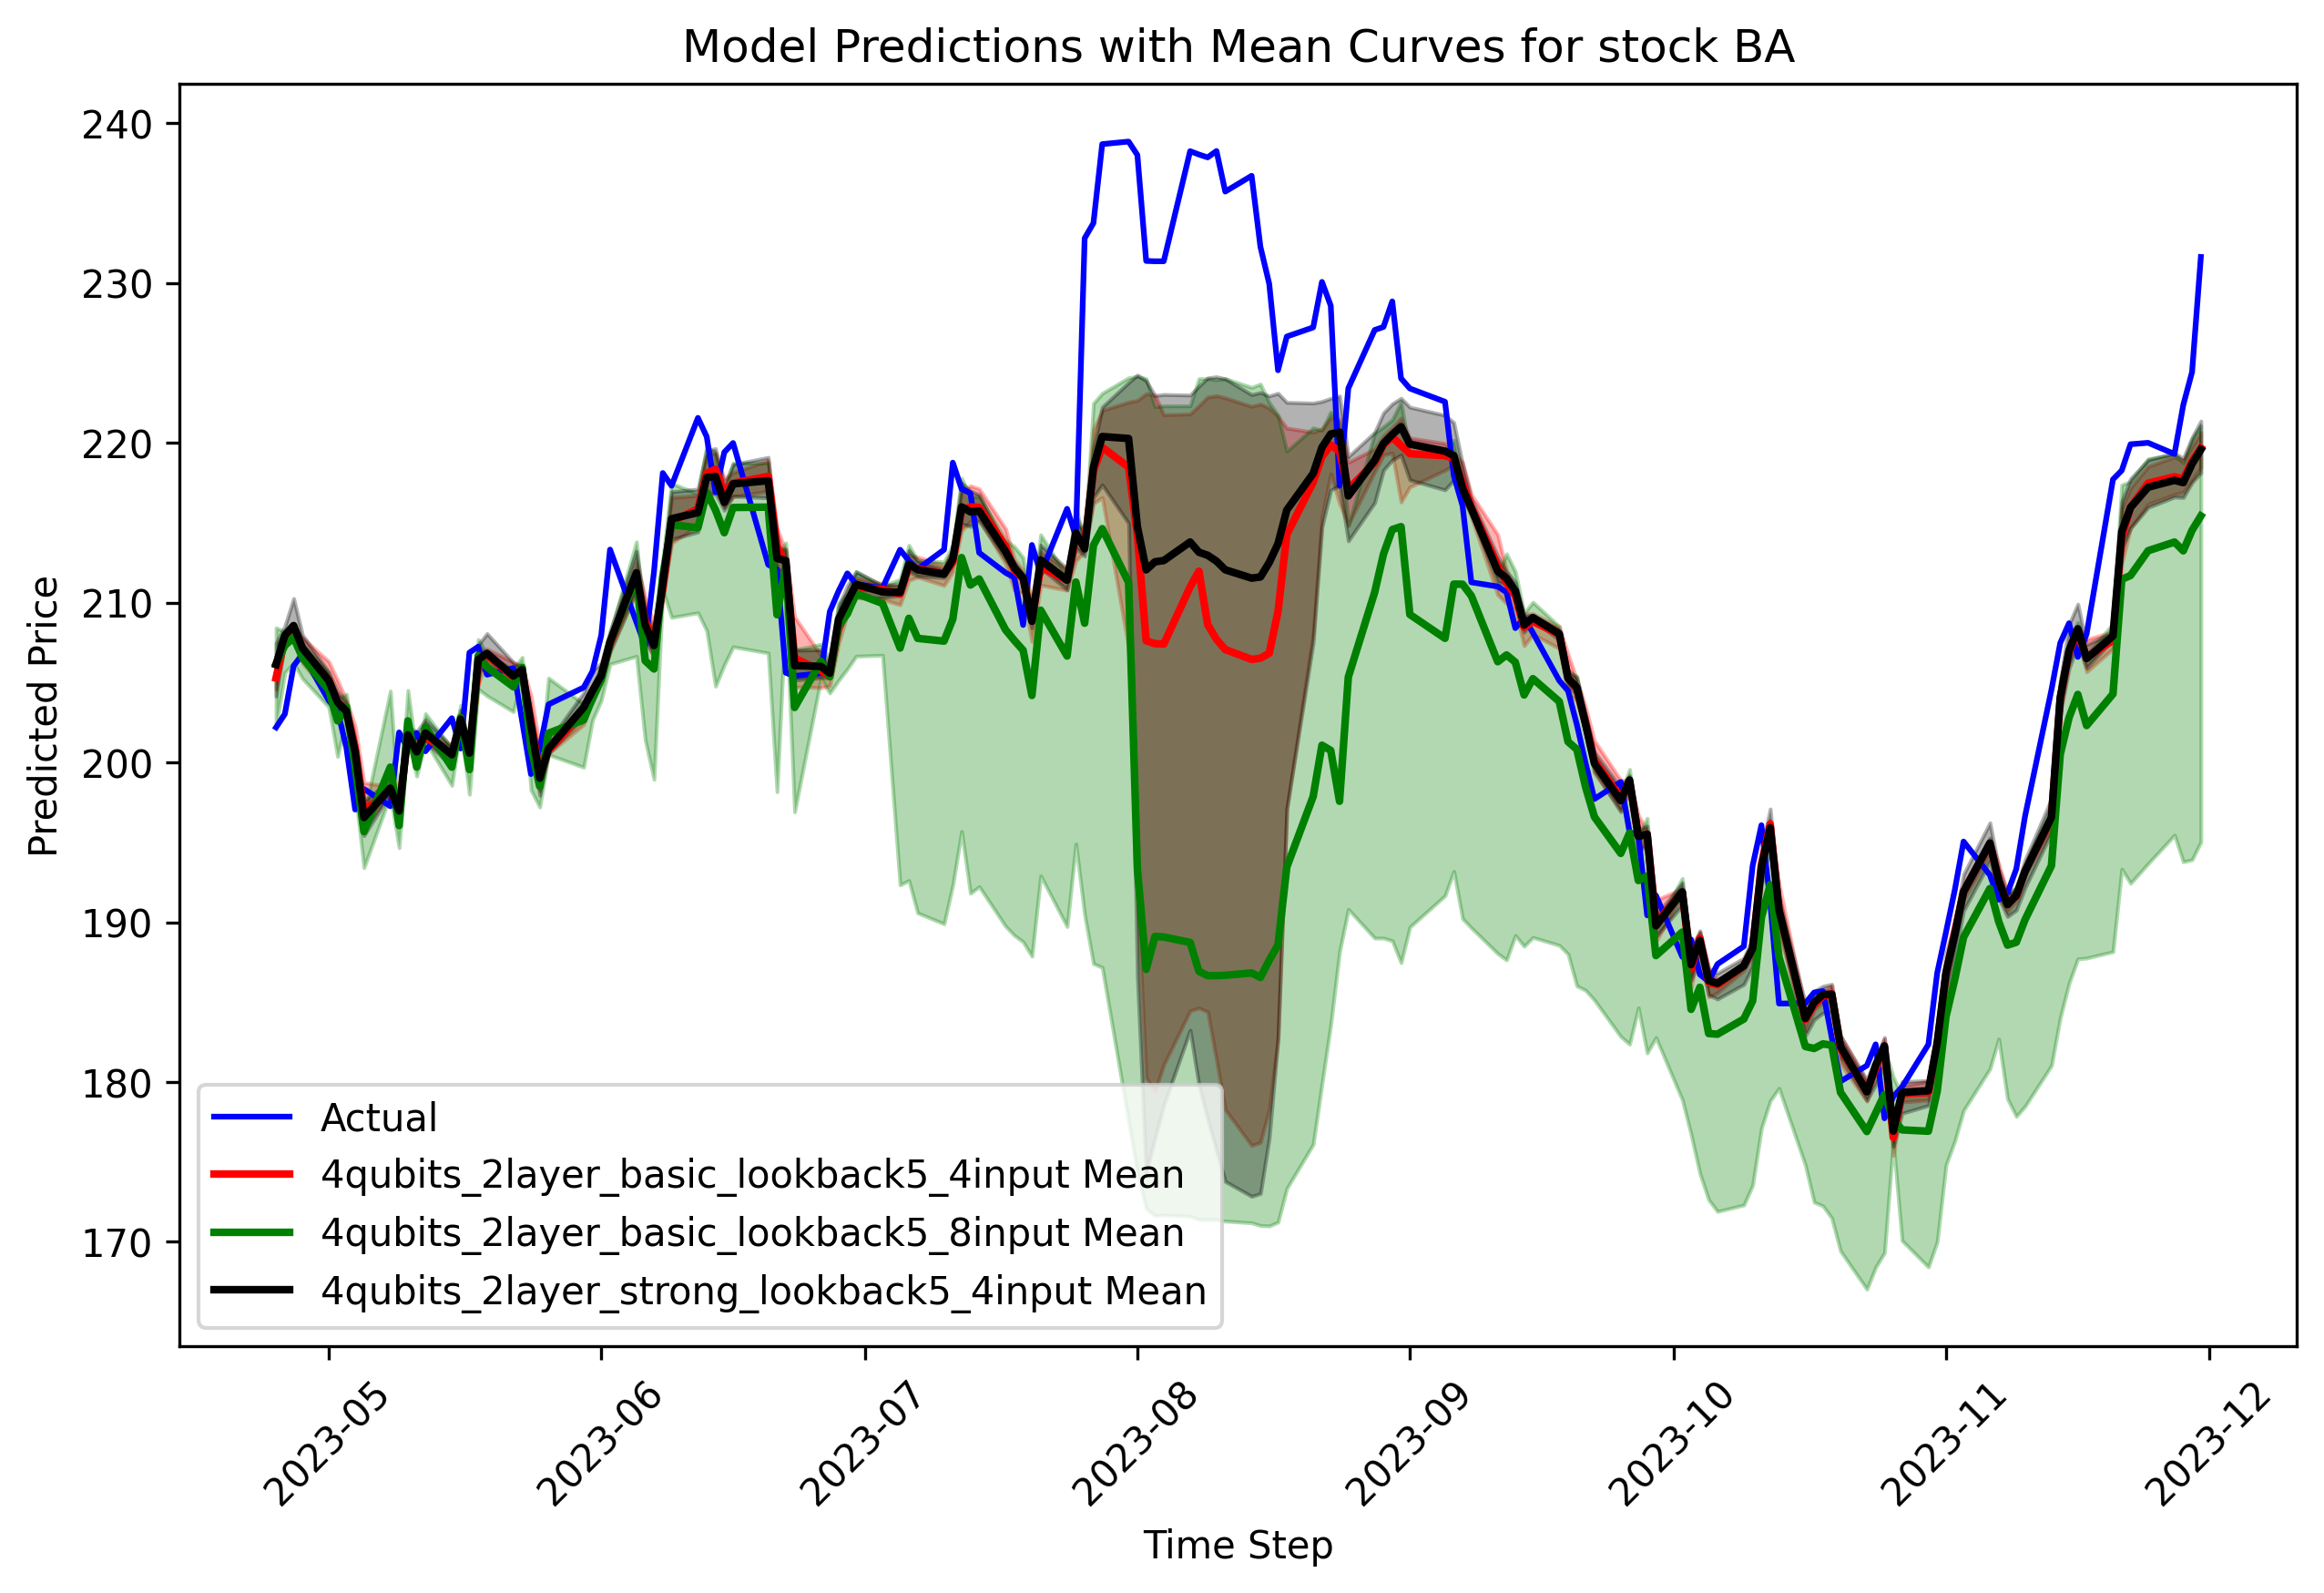 Model Predictions with Mean Curves for stock BA
240
230
220
210
200
190
180
170
Predicted Price
Actual
4qubits_2layer_basic_lookback5_4input Mean
4qubits_2layer_basic_lookback5_8input Mean
4qubits_2layer_strong_lookback5_4input Mean
2023-05
2023-06
2023-07
2023-08
2023-09
2023-10
2023-11
2023-12
Time Step